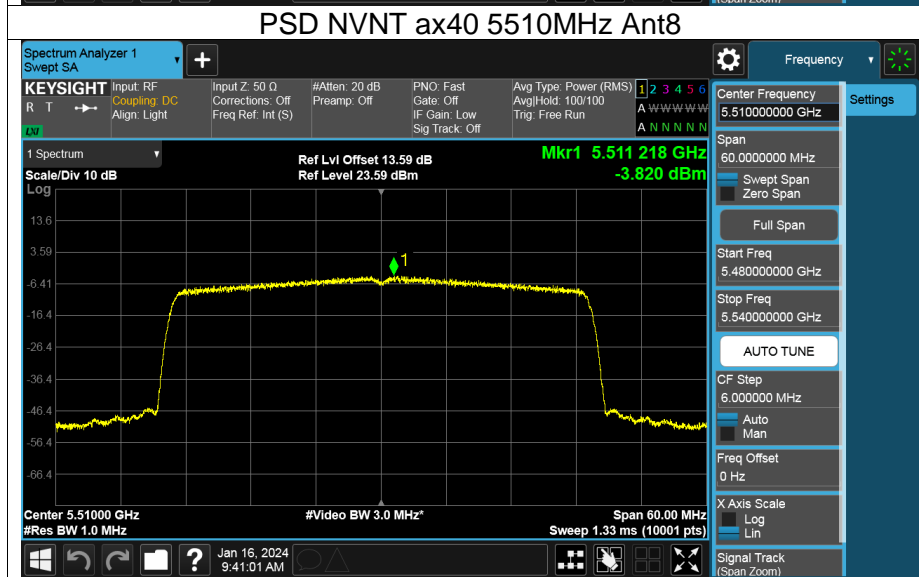 (Span Zoom)
PSD NVNT ax40 5510MHz Ant8
Spectrum Analyzer 1
Swept SA
+
Frequency
KEYSIGHT
R T
LXI
Input: RF
Coupling: DC
Align: Light
Input Z: 50 Ω
Corrections: Off
Freq Ref: Int (S)
#Atten: 20 dB
Preamp: Off
PNO: Fast
Gate: Off
IF Gain: Low
Sig Track: Off
Avg Type: Power (RMS)
Avg|Hold: 100/100
Trig: Free Run
1 2 3 4 5 6
A W W W W W
A N N N N N
1 Spectrum
Scale/Div 10 dB
Log
Ref Lvl Offset 13.59 dB
Ref Level 23.59 dBm
Mkr1 5.511 218 GHz
-3.820 dBm
13.6
3.59
-6.41
-16.4
-26.4
-36.4
-46.4
-56.4
-66.4
1
Center 5.51000 GHz
#Res BW 1.0 MHz
#Video BW 3.0 MHz*
Span 60.00 MHz
Sweep 1.33 ms (10001 pts)
Center Frequency
5.510000000 GHz
Settings
Span
60.0000000 MHz
Swept Span
Zero Span
Full Span
Start Freq
5.480000000 GHz
Stop Freq
5.540000000 GHz
AUTO TUNE
CF Step
6.000000 MHz
Auto
Man
Freq Offset
0 Hz
X Axis Scale
Log
Lin
Signal Track
(Span Zoom)
?
Jan 16, 2024
9:41:01 AM